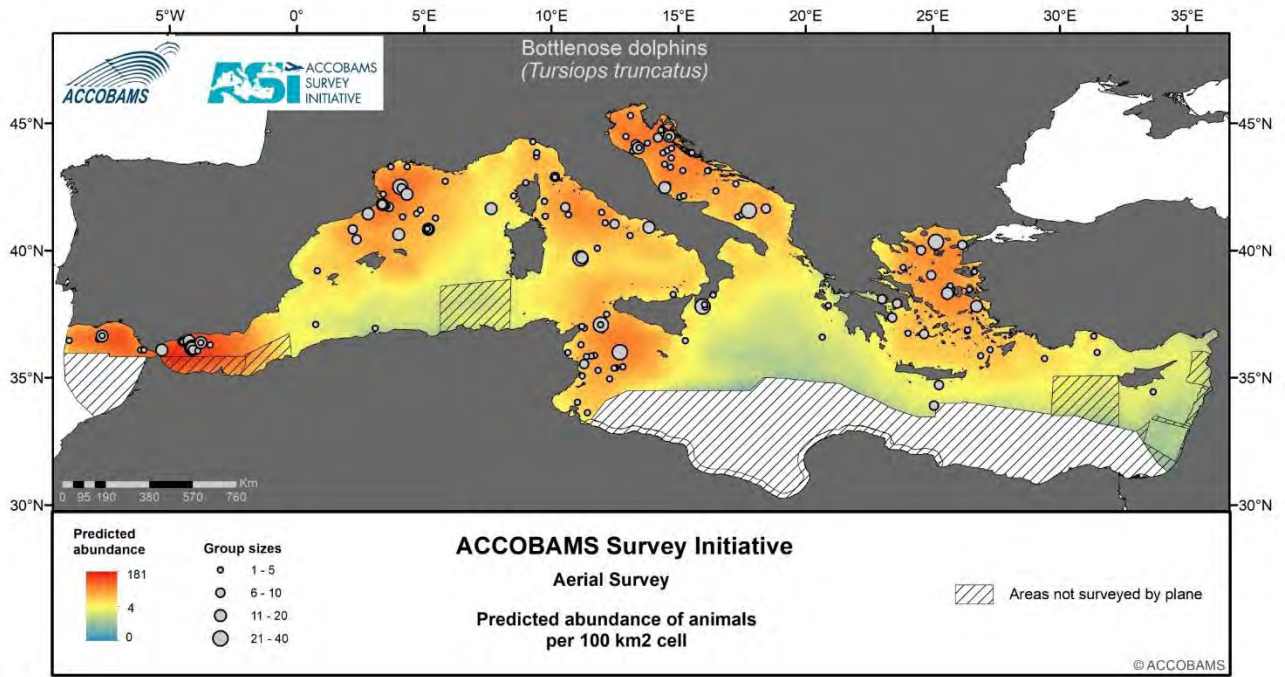 5°W 0° 5°E 10°E 15°E 20°E 25°E 30°E 35°E
Bottlenose dolphins
(Tursiops truncatus)
ACCOBAMS
ASI
ACCOBAMS
SURVEY
INITIATIVE
45°N 45°N
40°N 40°N
35°N 35°N
30°N 30°N
Km
0 95 190 380 570 760
Predicted
abundance
181
4
0
Group sizes
1 - 5
6 - 10
11 - 20
21 - 40
ACCOBAMS Survey Initiative
Aerial Survey
Predicted abundance of animals
per 100 km2 cell
Areas not surveyed by plane
© ACCOBAMS